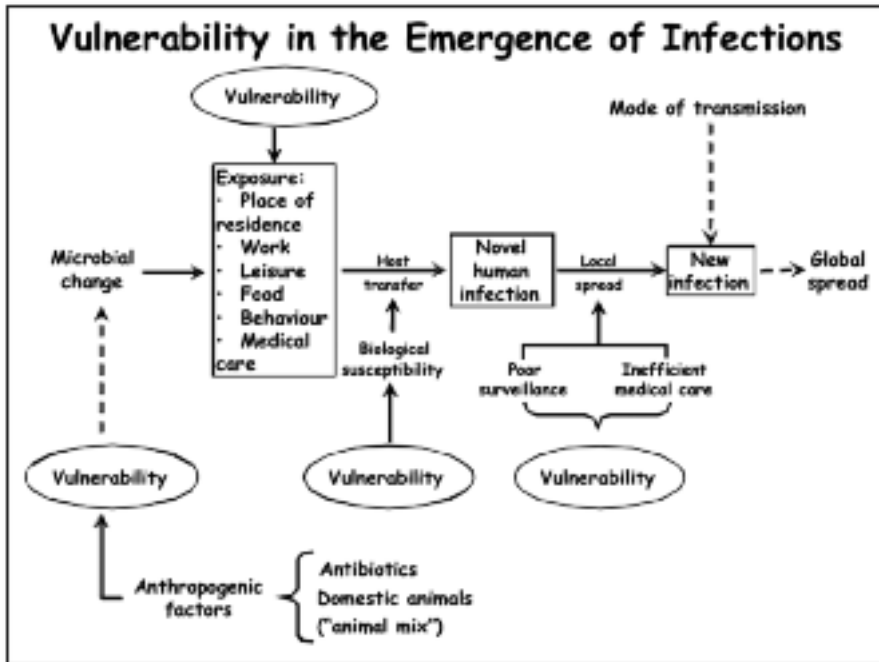 Vulnerability in the Emergence of Infections
Vulnerability
Mode of transmission
Exposure:
· Place of
residence
· Work
· Leisure
· Food
· Behaviour
· Medical
care
Microbial
change
Host
transfer
Novel
human
infection
Local
spread
New
infection
Global
spread
Biological
susceptibility
Poor
surveillance
Inefficient
medical care
Vulnerability
Vulnerability
Vulnerability
Anthropogenic
factors
Antibiotics
Domestic animals
("animal mix")